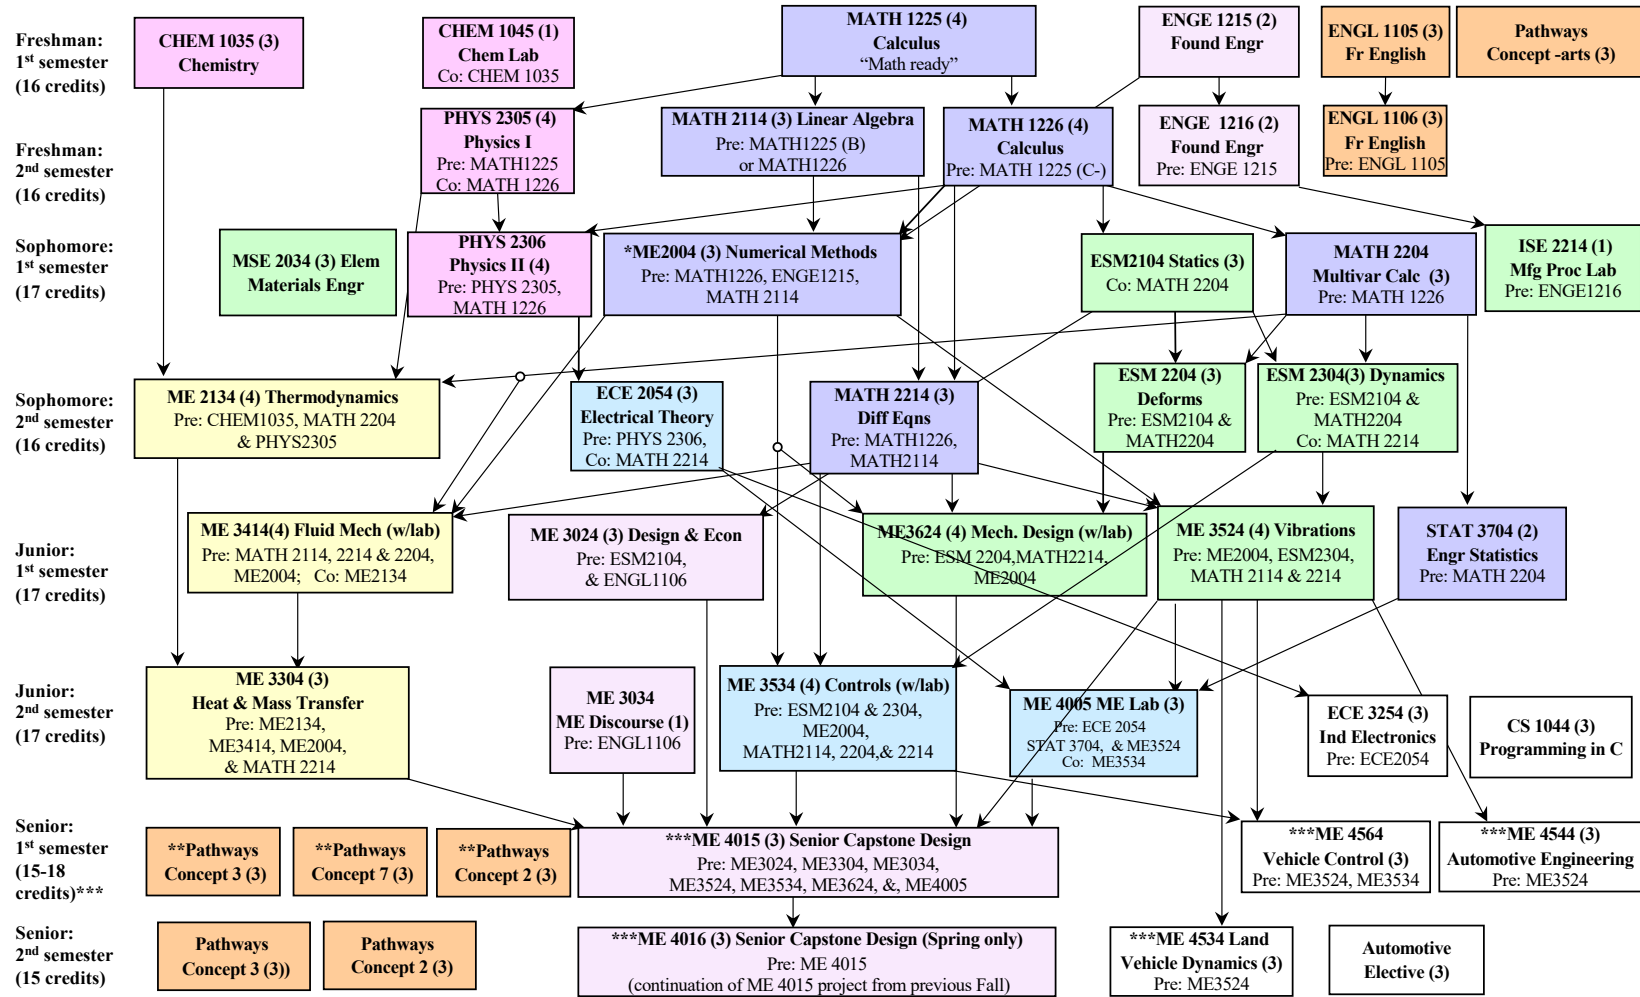 Freshman:
1st semester
(16 credits)
CHEM 1035 (3)
Chemistry
CHEM 1045 (1)
Chem Lab
Co: CHEM 1035
MATH 1225 (4)
Calculus
“Math ready”
ENGE 1215 (2)
Found Engr
ENGL 1105 (3)
Fr English
Pathways
Concept -arts (3)
Freshman:
2nd semester
(16 credits)
PHYS 2305 (4)
Physics I
Pre: MATH1225
Co: MATH 1226
MATH 2114 (3) Linear Algebra
Pre: MATH1225 (B)
or MATH1226
MATH 1226 (4)
Calculus
Pre: MATH 1225 (C-)
ENGE 1216 (2)
Found Engr
Pre: ENGE 1215
ENGL 1106 (3)
Fr English
Pre: ENGL 1105
Sophomore:
1st semester
(17 credits)
MSE 2034 (3) Elem
Materials Engr
PHYS 2306
Physics II (4)
Pre: PHYS 2305,
MATH 1226
*ME2004 (3) Numerical Methods
Pre: MATH1226, ENGE1215,
MATH 2114
ESM2104 Statics (3)
Co: MATH 2204
MATH 2204
Multivar Calc (3)
Pre: MATH 1226
ISE 2214 (1)
Mfg Proc Lab
Pre: ENGE1216
Sophomore:
2nd semester
(16 credits)
ME 2134 (4) Thermodynamics
Pre: CHEM1035, MATH 2204
& PHYS2305
ECE 2054 (3)
Electrical Theory
Pre: PHYS 2306,
Co: MATH 2214
MATH 2214 (3)
Diff Eqns
Pre: MATH1226,
MATH2114
ESM 2204 (3)
Deforms
Pre: ESM2104 &
MATH2204
ESM 2304(3) Dynamics
Pre: ESM2104 &
MATH2204
Co: MATH 2214
Junior:
1st semester
(17 credits)
ME 3414(4) Fluid Mech (w/lab)
Pre: MATH 2114, 2214 & 2204,
ME2004; Co: ME2134
ME 3024 (3) Design & Econ
Pre: ESM2104,
& ENGL1106
ME3624 (4) Mech. Design (w/lab)
Pre: ESM 2204,MATH2214,
ME2004
ME 3524 (4) Vibrations
Pre: ME2004, ESM2304,
MATH 2114 & 2214
STAT 3704 (2)
Engr Statistics
Pre: MATH 2204
Junior:
2nd semester
(17 credits)
ME 3304 (3)
Heat & Mass Transfer
Pre: ME2134,
ME3414, ME2004,
& MATH 2214
ME 3034
ME Discourse (1)
Pre: ENGL1106
ME 3534 (4) Controls (w/lab)
Pre: ESM2104 & 2304,
ME2004,
MATH2114, 2204,& 2214
ME 4005 ME Lab (3)
Pre: ECE 2054
STAT 3704, & ME3524
Co: ME3534
ECE 3254 (3)
Ind Electronics
Pre: ECE2054
CS 1044 (3)
Programming in C
Senior:
1st semester
(15-18
credits)***
**Pathways
Concept 3 (3)
**Pathways
Concept 7 (3)
**Pathways
Concept 2 (3)
***ME 4015 (3) Senior Capstone Design
Pre: ME3024, ME3304, ME3034,
ME3524, ME3534, ME3624, &, ME4005
***ME 4564
Vehicle Control (3)
Pre: ME3524, ME3534
***ME 4544 (3)
Automotive Engineering
Pre: ME3524
Senior:
2nd semester
(15 credits)
Pathways
Concept 3 (3))
Pathways
Concept 2 (3)
***ME 4016 (3) Senior Capstone Design (Spring only)
Pre: ME 4015
(continuation of ME 4015 project from previous Fall)
***ME 4534 Land
Vehicle Dynamics (3)
Pre: ME3524
Automotive
Elective (3)